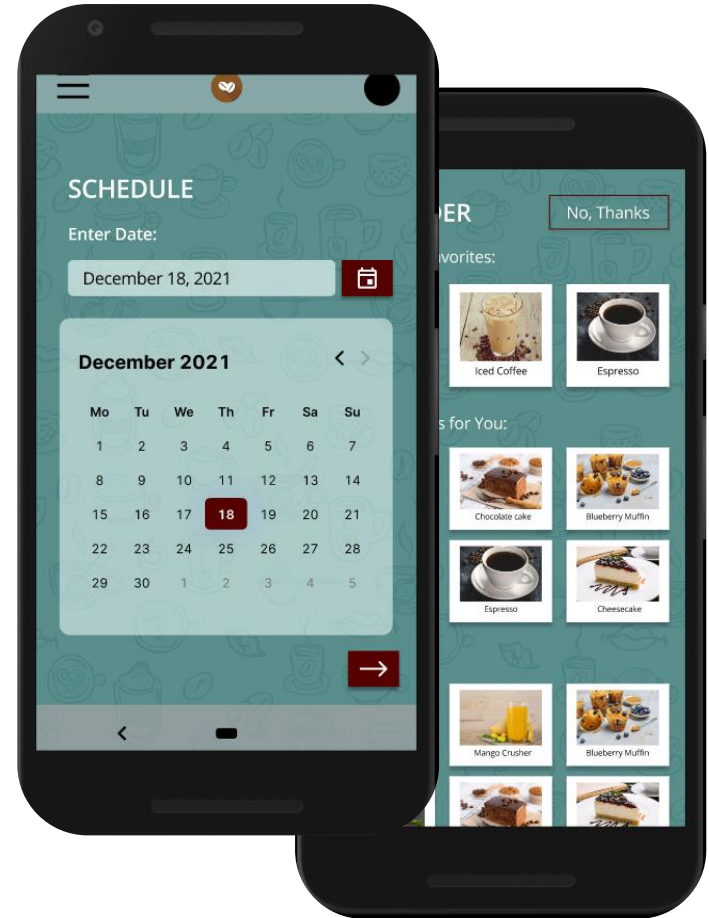 SCHEDULE
Enter Date:
December 18, 2021
December 2021
Mo Tu We Th Fr Sa Su
1 2 3 4 5 6 7
8 9 10 11 12 13 14
15 16 17 18 19 20 21
22 23 24 25 26 27 28
29 30 1 2 3 4 5
DER
No, Thanks
vorites:
Iced Coffee
Espresso
s for You:
Chocolate cake
Blueberry Muffin
Espresso
Cheesecake
Mango Crusher
Blueberry Muffin